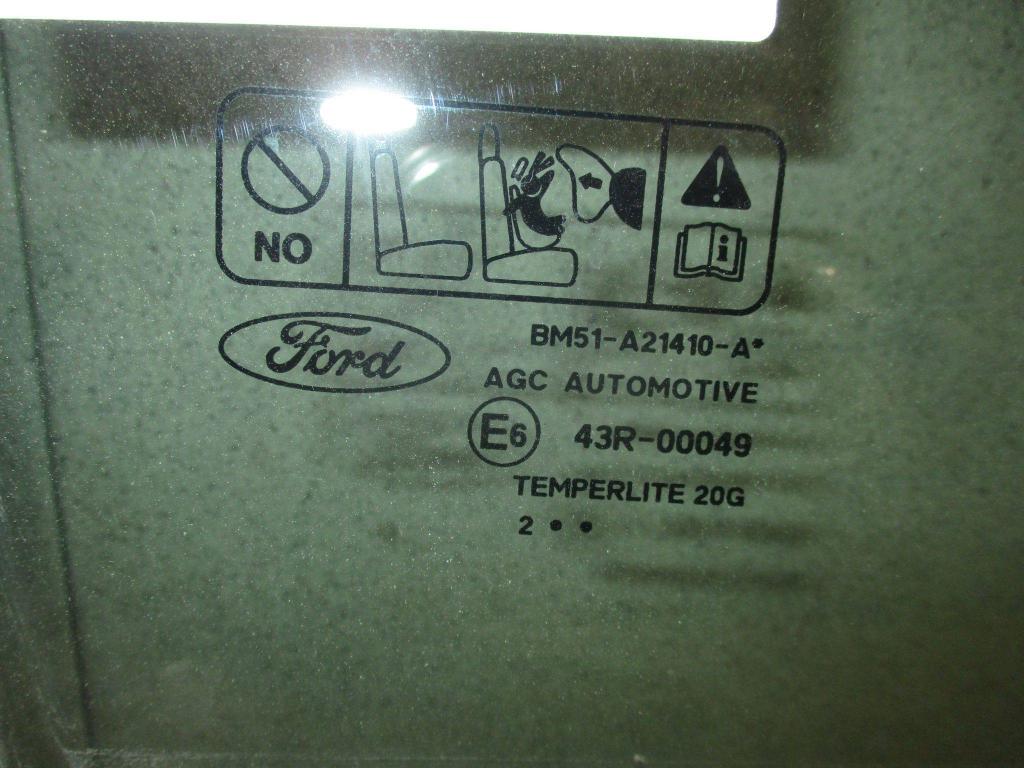 NO
i
Ford
BM51-A21410-A*
AGC AUTOMOTIVE
E6 43R-00049
TEMPERLITE 20G
2 • •